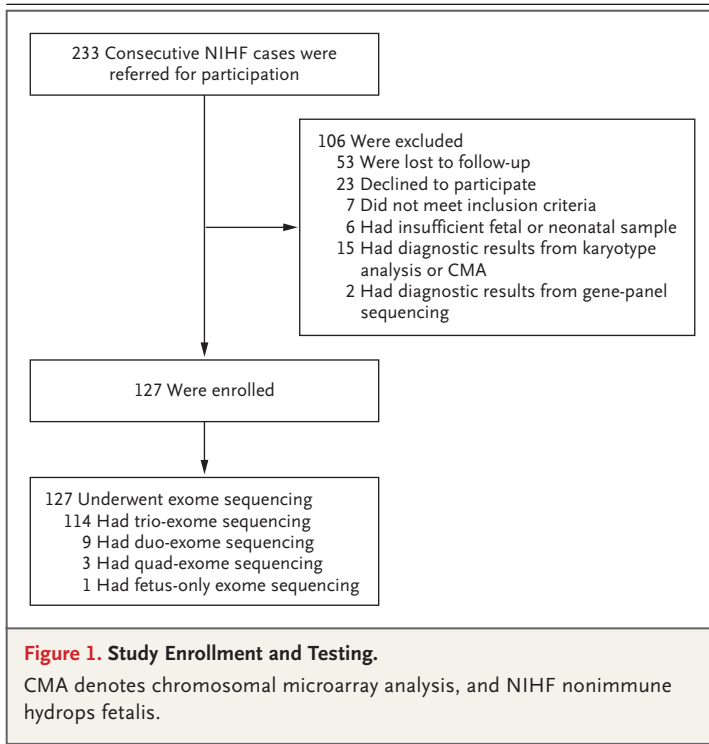 233 Consecutive NIHF cases were
referred for participation
106 Were excluded
53 Were lost to follow-up
23 Declined to participate
7 Did not meet inclusion criteria
6 Had insufficient fetal or neonatal sample
15 Had diagnostic results from karyotype
analysis or CMA
2 Had diagnostic results from gene-panel
sequencing
127 Were enrolled
127 Underwent exome sequencing
114 Had trio-exome sequencing
9 Had duo-exome sequencing
3 Had quad-exome sequencing
1 Had fetus-only exome sequencing
Figure 1. Study Enrollment and Testing.
CMA denotes chromosomal microarray analysis, and NIHF nonimmune
hydrops fetalis.